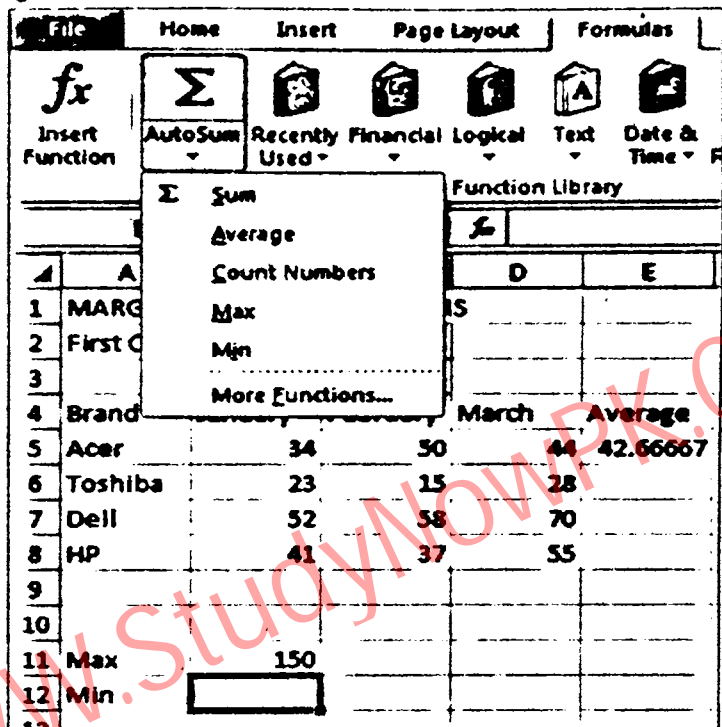 File Home Insert Page Layout Formulas
fx Σ
Insert Function AutoSum Recently Used Financial Logical Text Date & Time
Function Library
Σ Sum
Average
Count Numbers
Max
Min
More Functions...
fx
A D E
1 MARG S
2 First
3
4 Brand March Average
5 Acer 34 50 44 42.66667
6 Toshiba 23 15 28
7 Dell 52 58 70
8 HP 41 37 55
9
10
11 Max 150
12 Min
www.StudyNowPK.